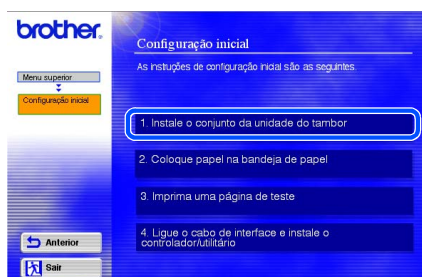 brother
Configuração inicial
As instruções de configuração inicial são as seguintes.
Menu superior
Configuração inicial
1. Instale o conjunto da unidade do tambor
2. Coloque papel na bandeja de papel
3. Imprima uma página de teste
4. Ligue o cabo de interface e instale o
controlador/utilitário
Anterior
Sair